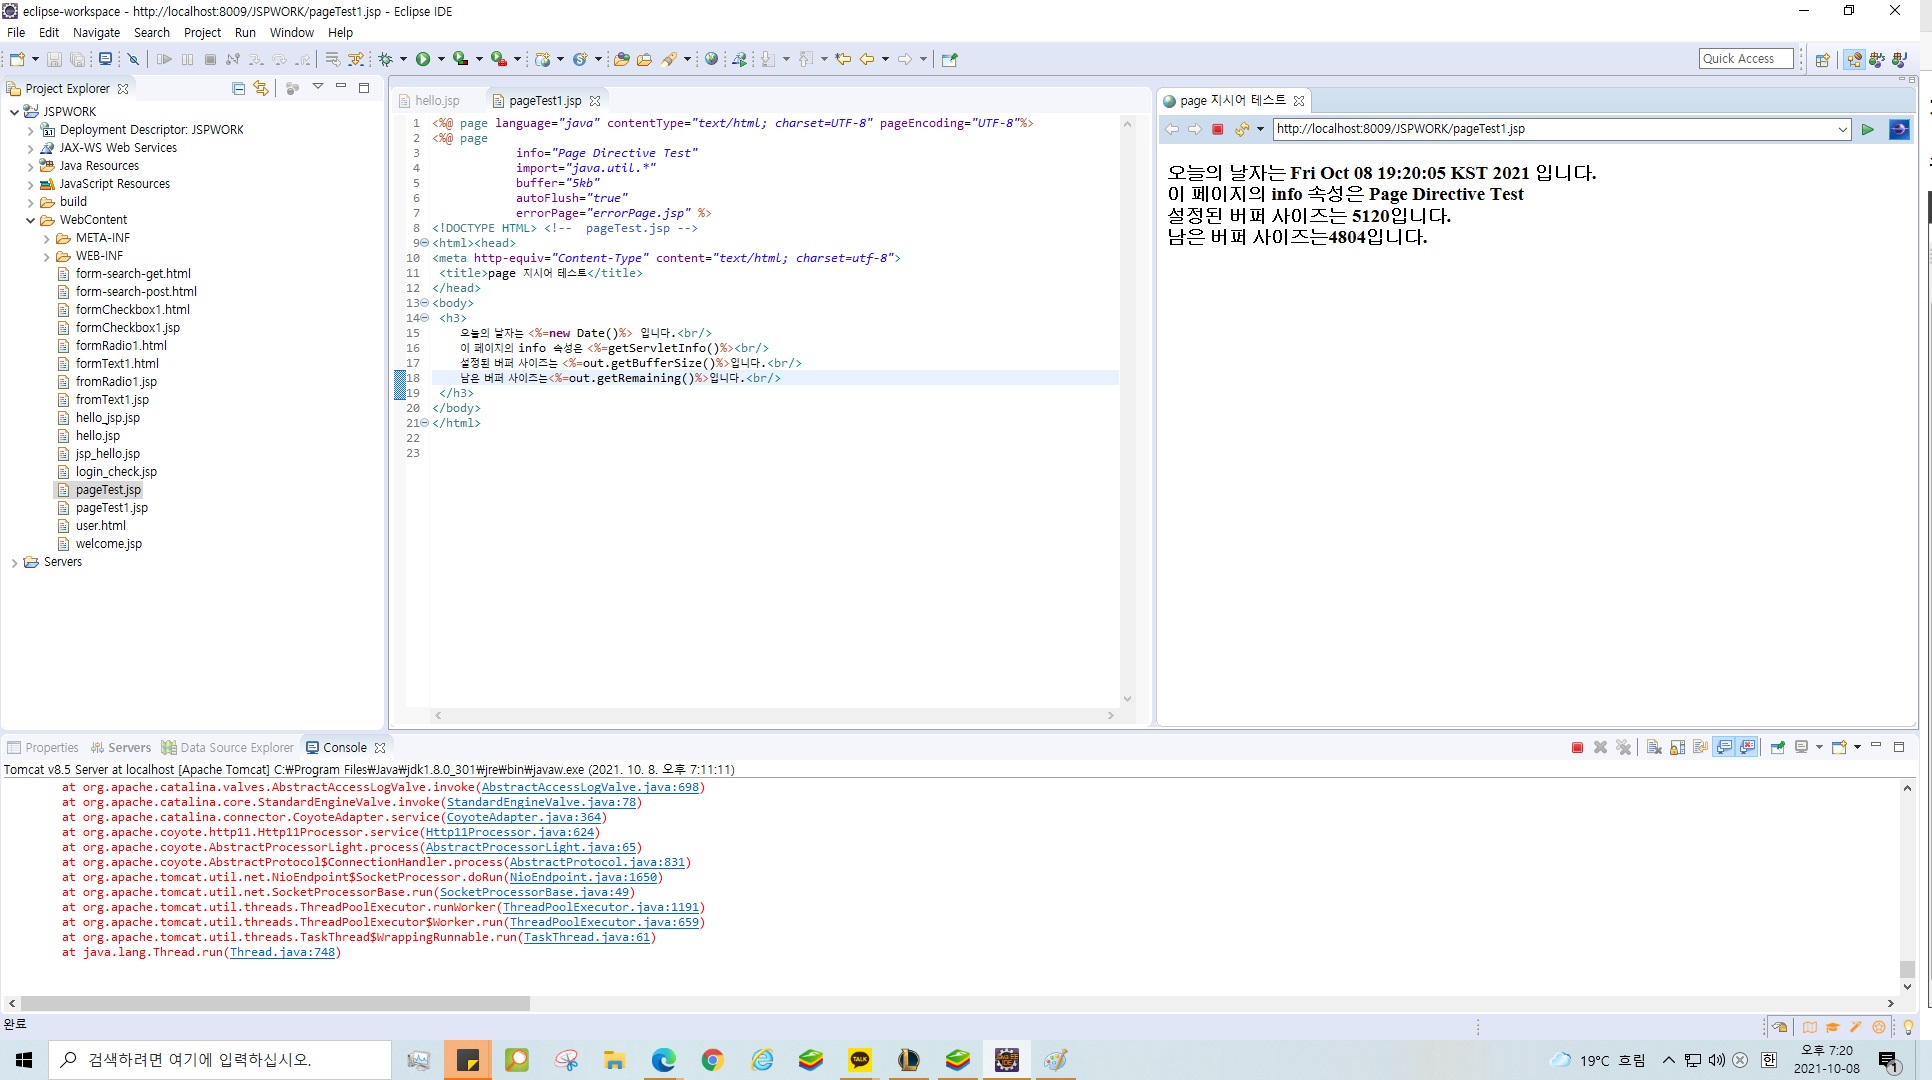 eclipse-workspace - http://localhost:8009/JSPWORK/pageTest1.jsp - Eclipse IDE
File Edit Navigate Search Project Run Window Help
Quick Access
Project Explorer
JSPWORK
Deployment Descriptor: JSPWORK
JAX-WS Web Services
Java Resources
JavaScript Resources
build
WebContent
META-INF
WEB-INF
form-search-get.html
form-search-post.html
formCheckbox1.html
formCheckbox1.jsp
formRadio1.html
formText1.html
fromRadio1.jsp
fromText1.jsp
hello_jsp.jsp
hello.jsp
jsp_hello.jsp
login_check.jsp
pageTest.jsp
pageTest1.jsp
user.html
welcome.jsp
Servers
hello.jsp pageTest1.jsp
1 <%@ page language="java" contentType="text/html; charset=UTF-8" pageEncoding="UTF-8"%>
2 <%@ page
3 info="Page Directive Test"
4 import="java.util.*"
5 buffer="5kb"
6 autoFlush="true"
7 errorPage="errorPage.jsp" %>
8 <!DOCTYPE HTML> <!-- pageTest.jsp -->
9 <html><head>
10 <meta http-equiv="Content-Type" content="text/html; charset=utf-8">
11 <title>page 지시어 테스트</title>
12 </head>
13 <body>
14 <h3>
15 오늘의 날자는 <%=new Date()%> 입니다.<br/>
16 이 페이지의 info 속성은 <%=getServletInfo()%><br/>
17 설정된 버퍼 사이즈는 <%=out.getBufferSize()%>입니다.<br/>
18 남은 버퍼 사이즈는<%=out.getRemaining()%>입니다.<br/>
19 </h3>
20 </body>
21 </html>
22
23
page 지시어 테스트
http://localhost:8009/JSPWORK/pageTest1.jsp
오늘의 날자는 Fri Oct 08 19:20:05 KST 2021 입니다.
이 페이지의 info 속성은 Page Directive Test
설정된 버퍼 사이즈는 5120입니다.
남은 버퍼 사이즈는4804입니다.
Properties Servers Data Source Explorer Console
Tomcat v8.5 Server at localhost [Apache Tomcat] C:₩Program Files₩Java₩jdk1.8.0_301₩jre₩bin₩javaw.exe (2021. 10. 8. 오후 7:11:11)
at org.apache.catalina.valves.AbstractAccessLogValve.invoke(AbstractAccessLogValve.java:698)
at org.apache.catalina.core.StandardEngineValve.invoke(StandardEngineValve.java:78)
at org.apache.catalina.connector.CoyoteAdapter.service(CoyoteAdapter.java:364)
at org.apache.coyote.http11.Http11Processor.service(Http11Processor.java:624)
at org.apache.coyote.AbstractProcessorLight.process(AbstractProcessorLight.java:65)
at org.apache.coyote.AbstractProtocol$ConnectionHandler.process(AbstractProtocol.java:831)
at org.apache.tomcat.util.net.NioEndpoint$SocketProcessor.doRun(NioEndpoint.java:1650)
at org.apache.tomcat.util.net.SocketProcessorBase.run(SocketProcessorBase.java:49)
at org.apache.tomcat.util.threads.ThreadPoolExecutor.runWorker(ThreadPoolExecutor.java:1191)
at org.apache.tomcat.util.threads.ThreadPoolExecutor$Worker.run(ThreadPoolExecutor.java:659)
at org.apache.tomcat.util.threads.TaskThread$WrappingRunnable.run(TaskThread.java:61)
at java.lang.Thread.run(Thread.java:748)
완료
검색하려면 여기에 입력하십시오.
TALK
19°C 흐림
한
오후 7:20
2021-10-08
1